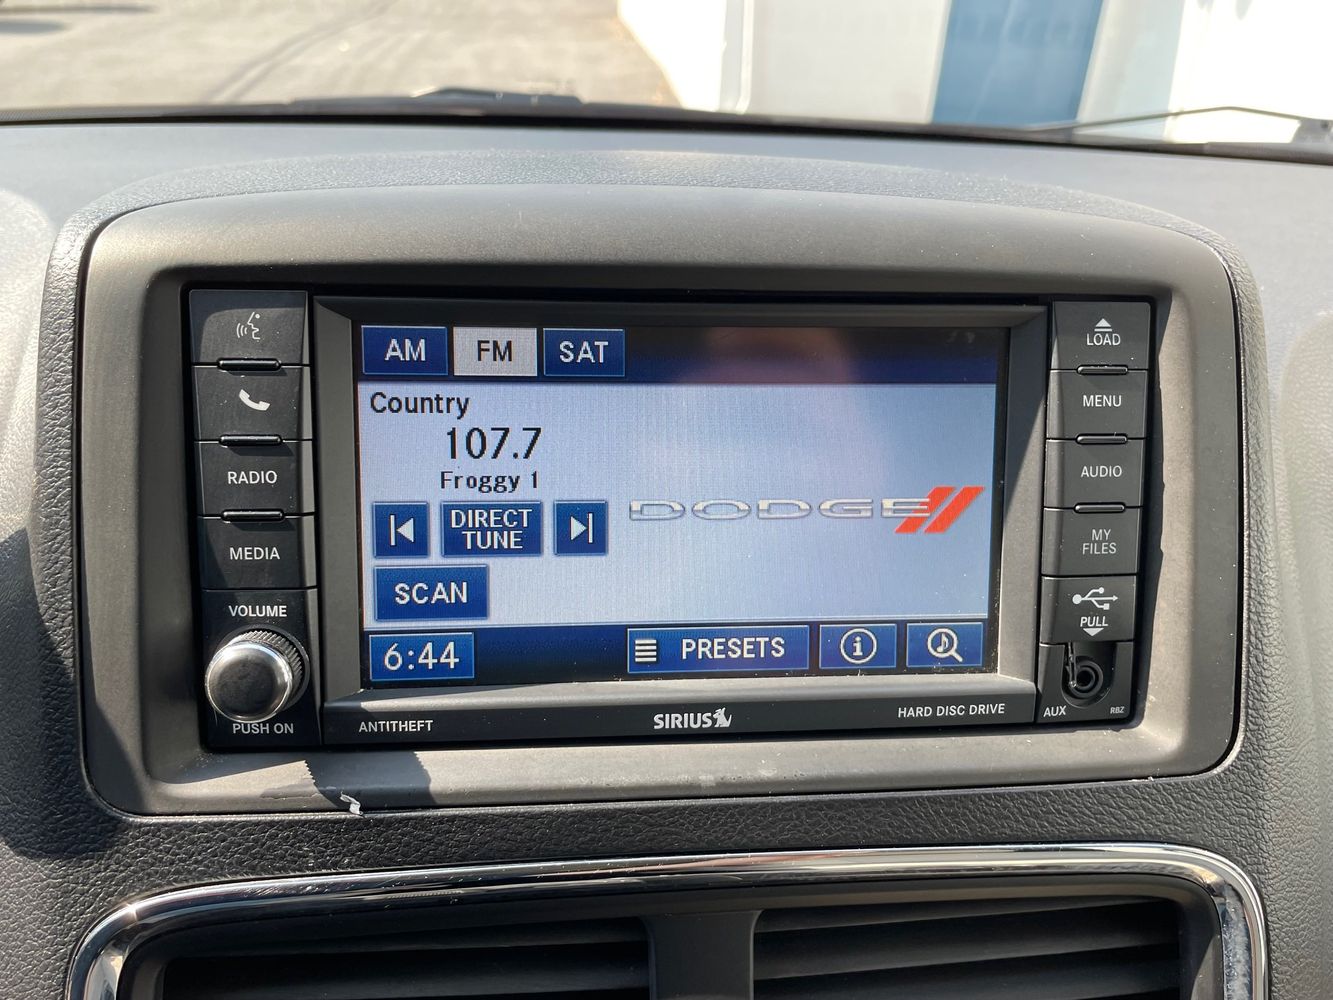 AM FM SAT
Country
107.7
Froggy 1
DIRECT
TUNE
SCAN
DODGE
6:44 PRESETS
RADIO
MEDIA
VOLUME
PUSH ON
LOAD
MENU
AUDIO
MY
FILES
PULL
AUX RBZ
ANTITHEFT SIRIUS HARD DISC DRIVE